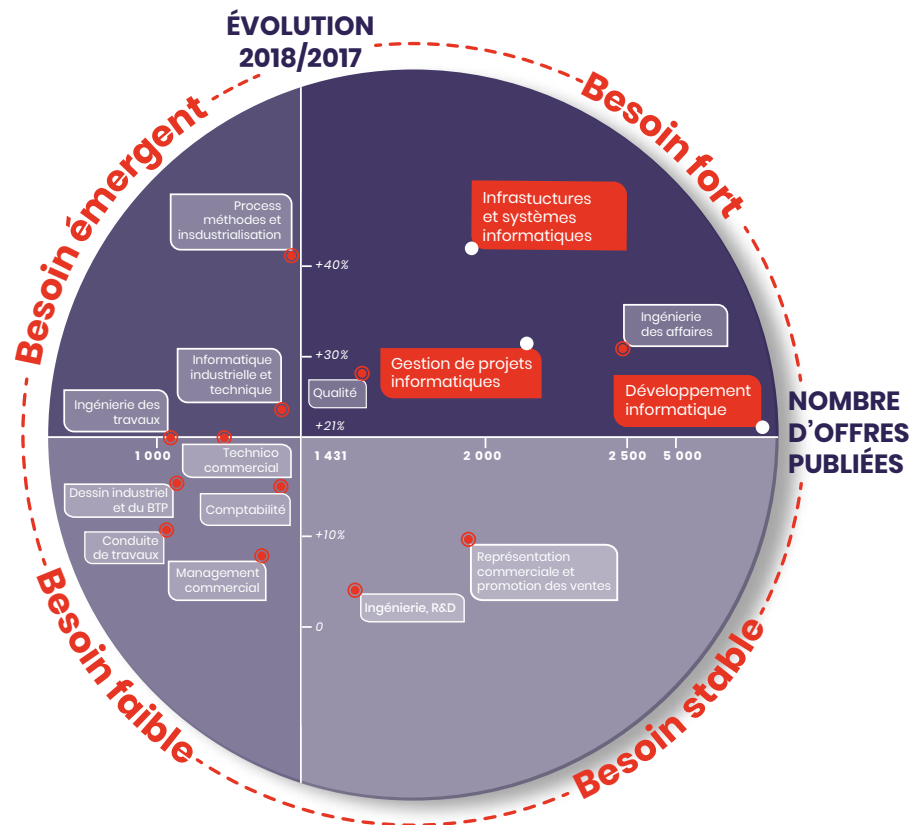 ÉVOLUTION
2018/2017
Besoin émergent
Besoin fort
Process
méthodes et
insdustrialisation
Infrastuctures
et systèmes
informatiques
+40%
Ingénierie
des affaires
+30%
Informatique
industrielle et
technique
Gestion de projets
informatiques
Qualité
Développement
informatique
Ingénierie des
travaux
+21%
NOMBRE
D'OFFRES
PUBLIÉES
1 000
1 431
2 000
2 500
5 000
Technico
commercial
Dessin industriel
et du BTP
Comptabilité
Conduite
de travaux
+10%
Management
commercial
Représentation
commerciale et
promotion des ventes
Ingénierie, R&D
0
Besoin faible
Besoin stable